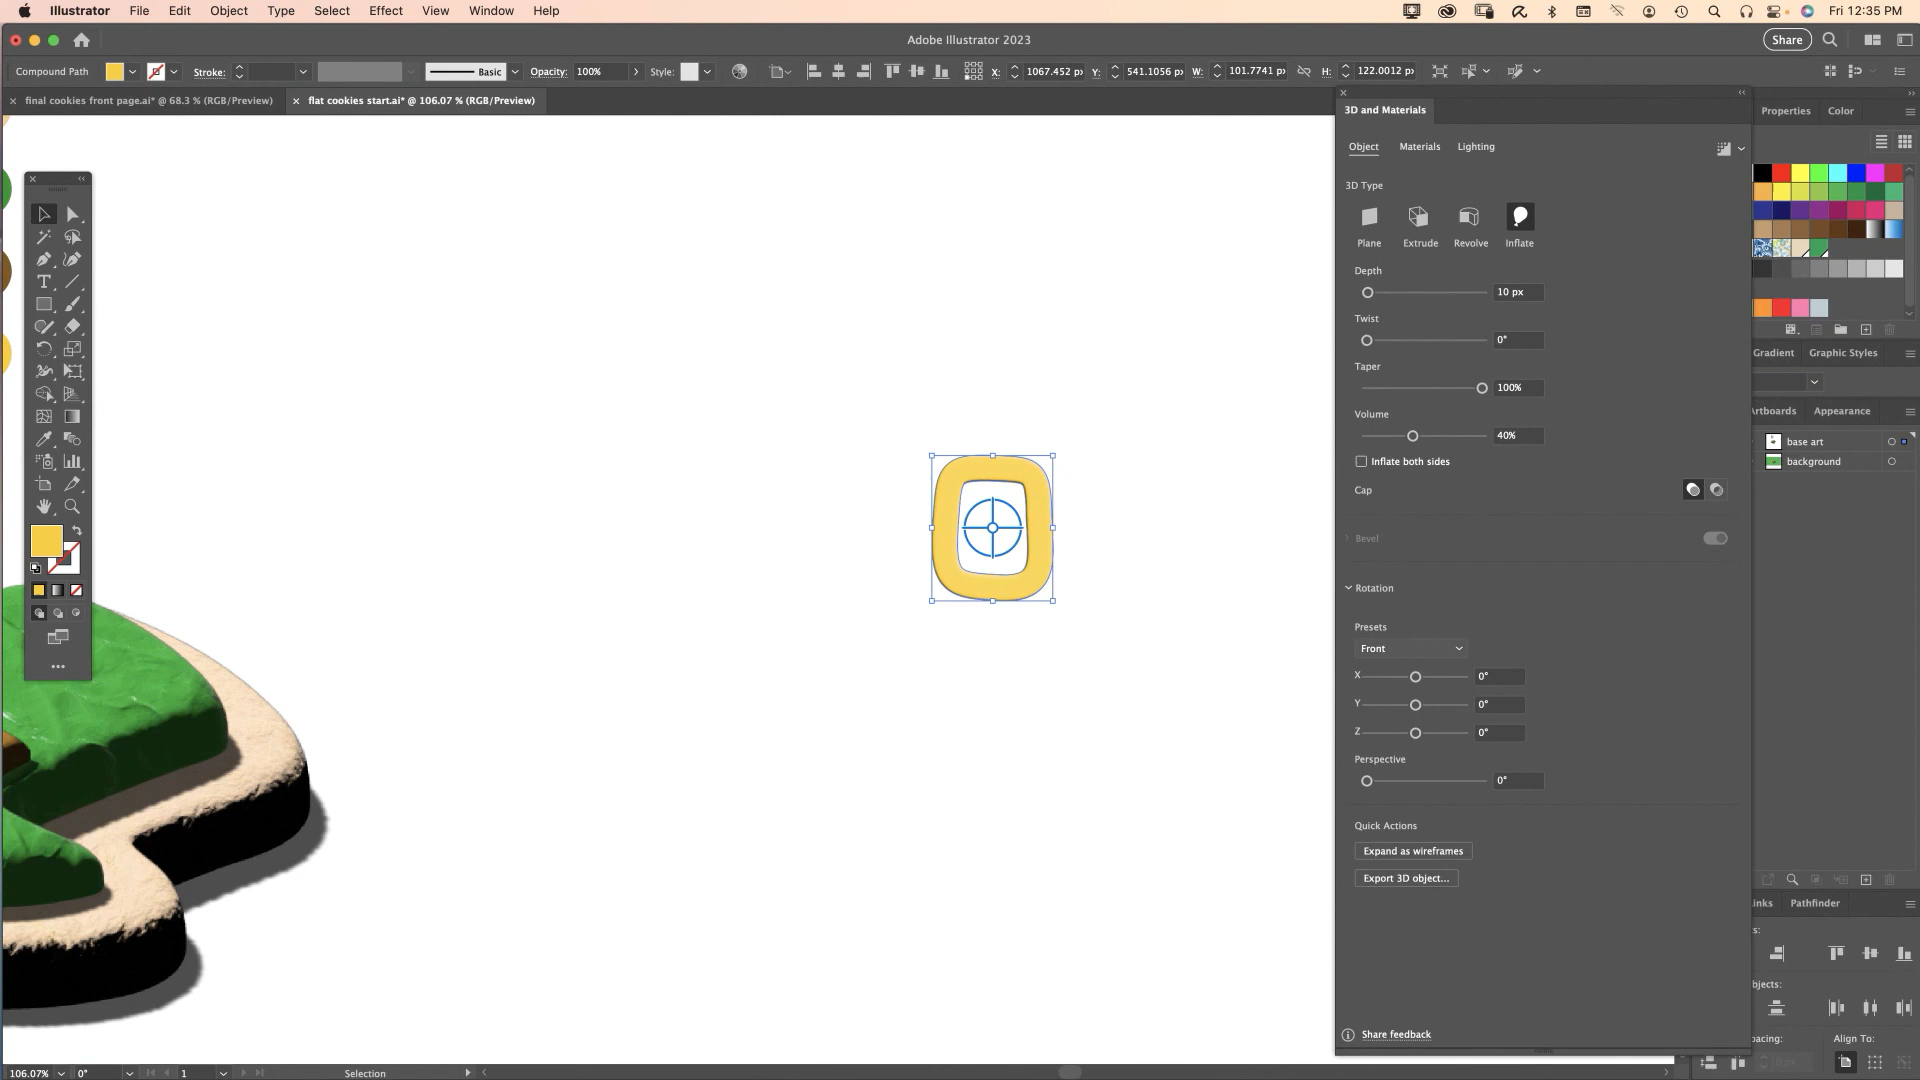 Illustrator File Edit Object Type Select Effect View Window Help Fri 12:35 PM
Adobe Illustrator 2023 Share
Compound Path Stroke: Basic Opacity: 100% Style: X: 1067.452 px Y: 541.1056 px W: 101.7741 px H: 122.0012 px
final cookies front page.ai* @ 68.3 % (RGB/Preview) flat cookies start.ai* @ 106.07 % (RGB/Preview)
3D and Materials
Properties Color
Object Materials Lighting
3D Type
Plane Extrude Revolve Inflate
Depth
10 px
Twist
0°
Gradient Graphic Styles
Taper
100%
Artboards Appearance
Volume
40%
base art
Inflate both sides
background
Cap
Bevel
Rotation
Presets
Front
X 0°
Y 0°
Z 0°
Perspective
0°
Quick Actions
Expand as wireframes
Export 3D object...
Links Pathfinder
Share feedback
Align To:
106.07% 0° 1 Selection